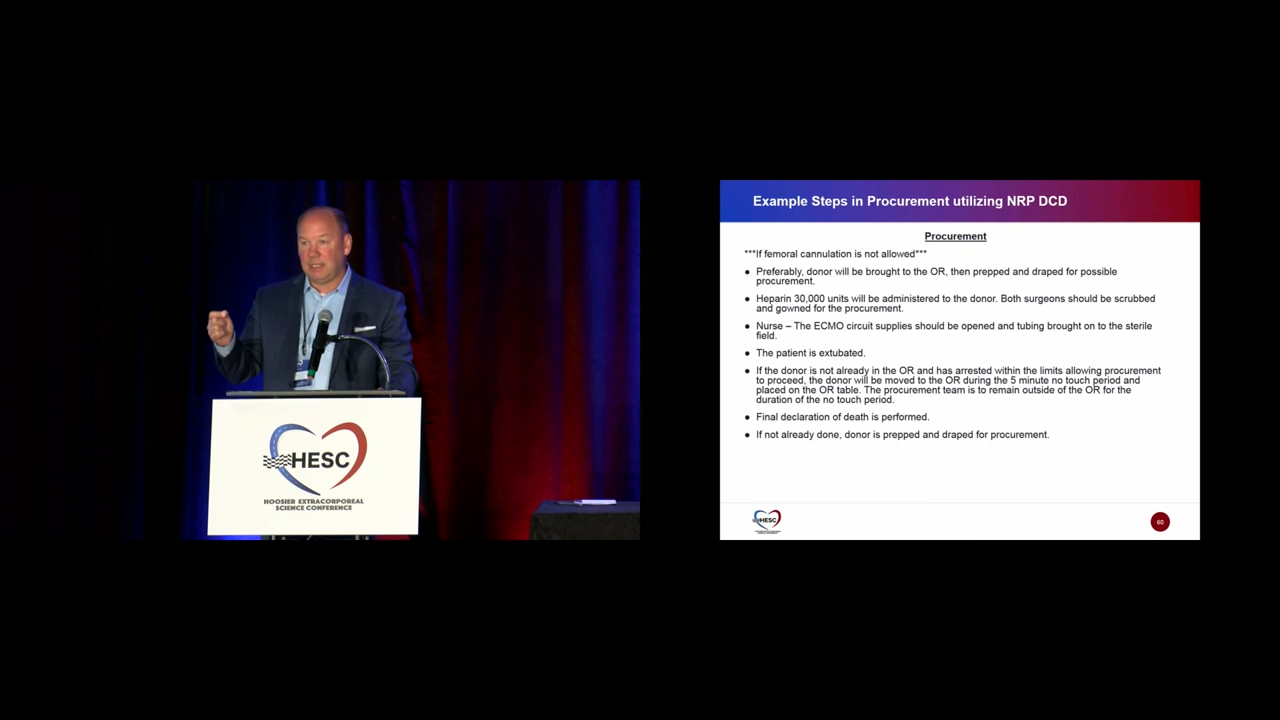 HESC
HOOSIER EXTRACORPOREAL
SCIENCE CONFERENCE
Example Steps in Procurement utilizing NRP DCD
Procurement
***If femoral cannulation is not allowed***
● Preferably, donor will be brought to the OR, then prepped and draped for possible
procurement.
● Heparin 30,000 units will be administered to the donor. Both surgeons should be scrubbed
and gowned for the procurement.
● Nurse – The ECMO circuit supplies should be opened and tubing brought on to the sterile
field.
● The patient is extubated.
● If the donor is not already in the OR and has arrested within the limits allowing procurement
to proceed, the donor will be moved to the OR during the 5 minute no touch period and
placed on the OR table. The procurement team is to remain outside of the OR for the
duration of the no touch period.
● Final declaration of death is performed.
● If not already done, donor is prepped and draped for procurement.
HESC
60